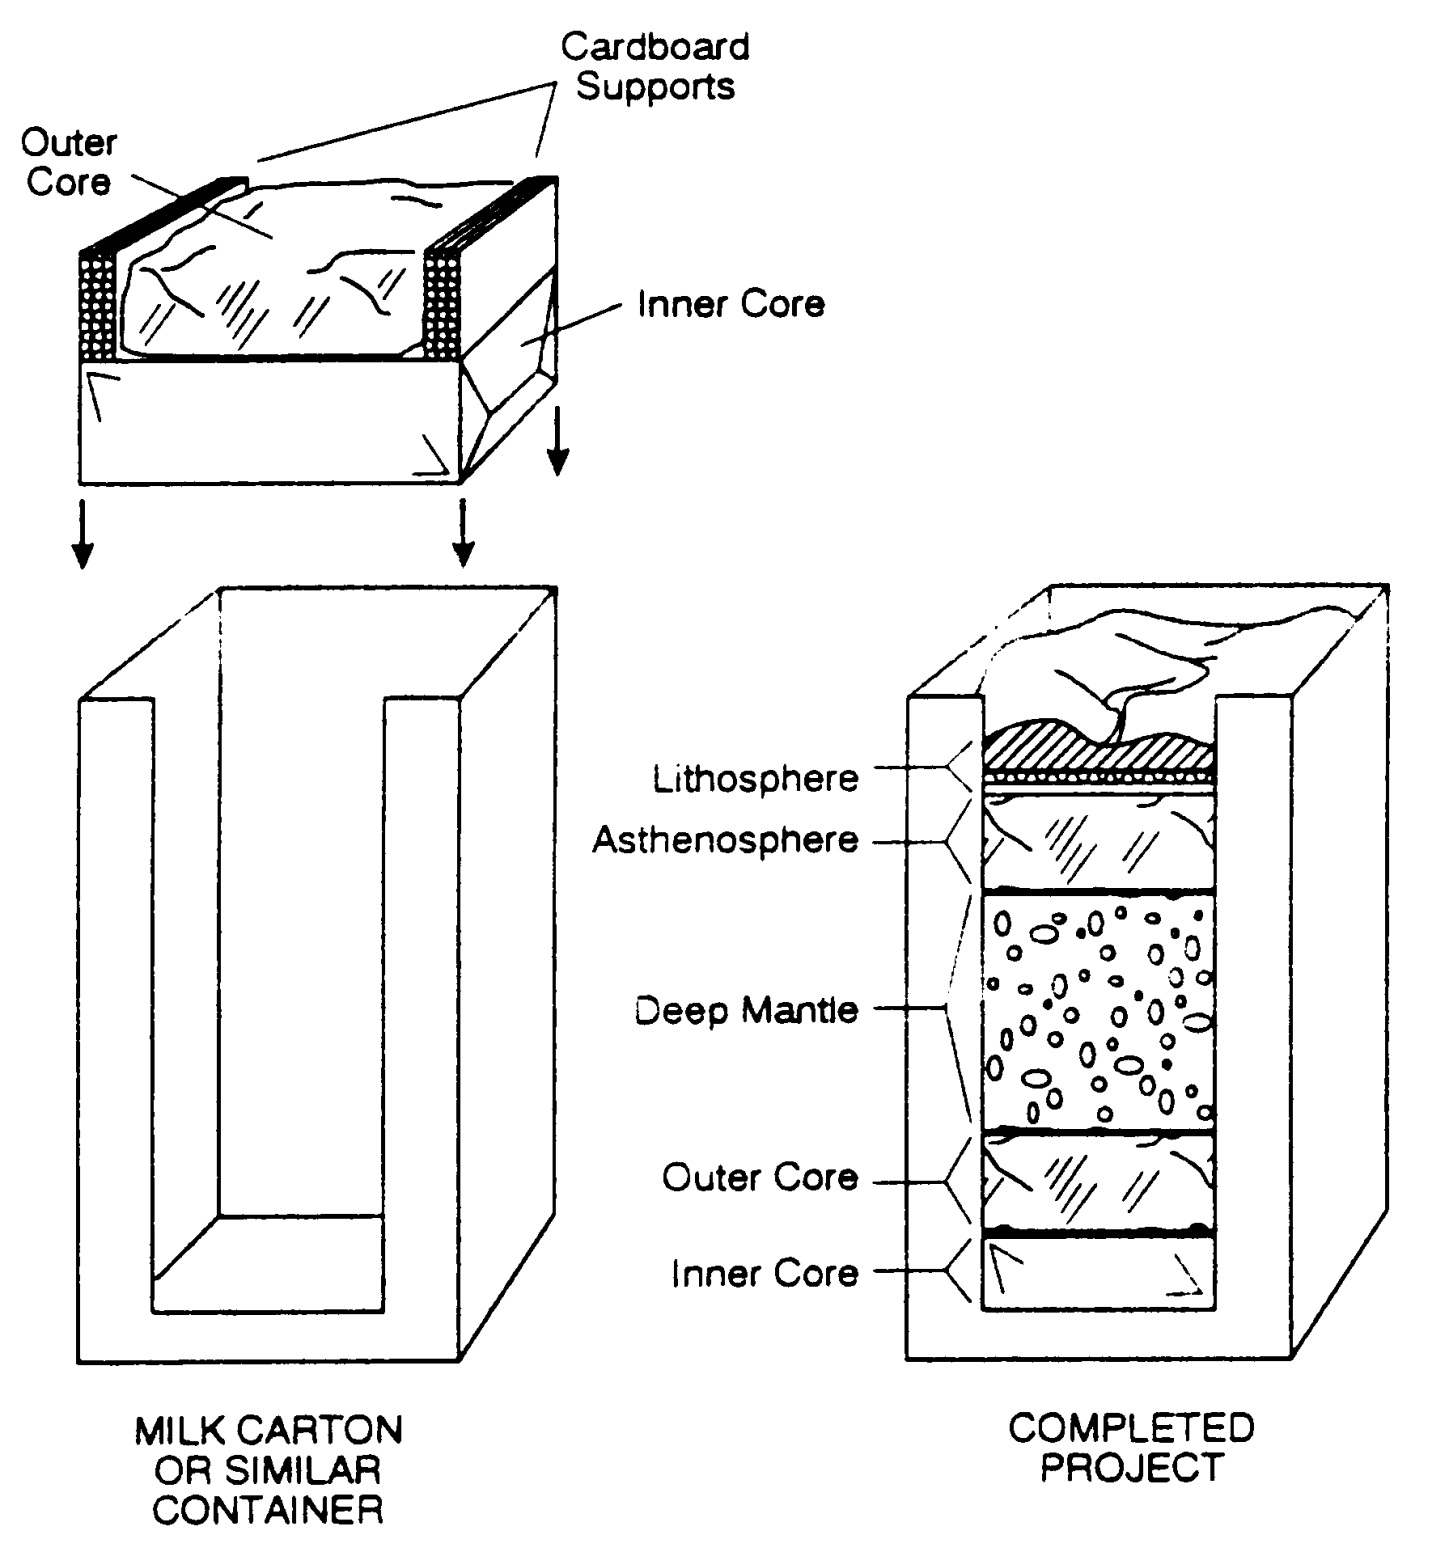 Cardboard
Supports
Outer
Core
Inner Core
Lithosphere
Asthenosphere
Deep Mantle
Outer Core
Inner Core
MILK CARTON
OR SIMILAR
CONTAINER
COMPLETED
PROJECT